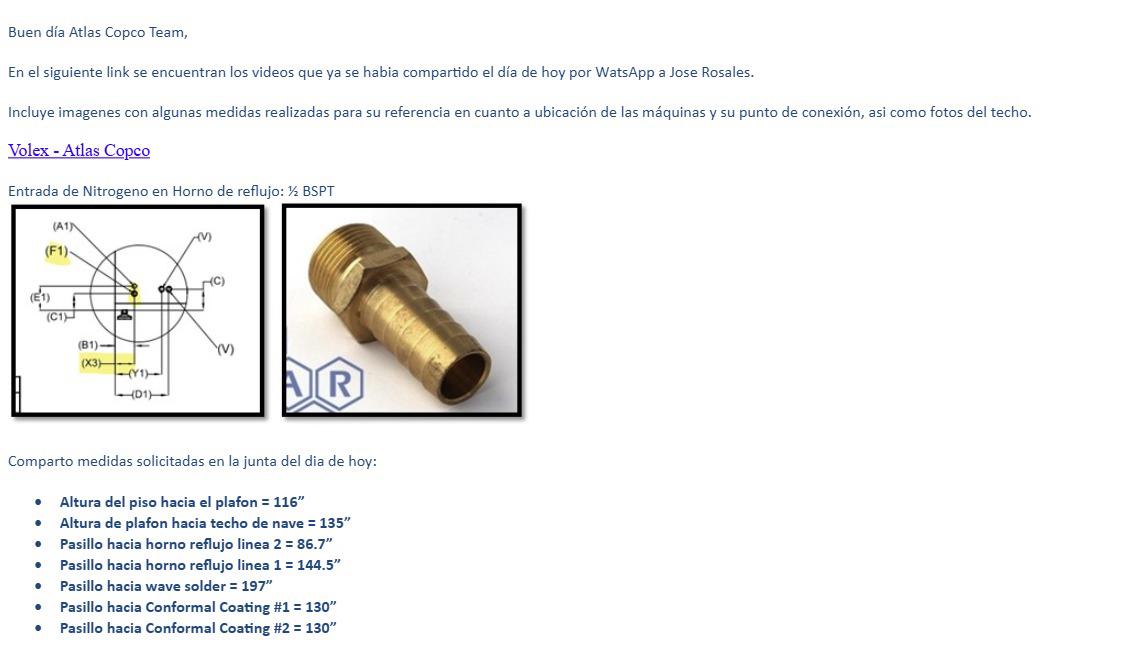 Buen día Atlas Copco Team,
En el siguiente link se encuentran los videos que ya se habia compartido el día de hoy por WatsApp a Jose Rosales.
Incluye imagenes con algunas medidas realizadas para su referencia en cuanto a ubicación de las máquinas y su punto de conexión, asi como fotos del techo.
Volex - Atlas Copco
Entrada de Nitrogeno en Horno de reflujo: ½ BSPT
(A1)
(V)
(F1)
(C)
(E1)
(C1)
(B1)
(V)
(X3)
(Y1)
(D1)
AR
Comparto medidas solicitadas en la junta del dia de hoy:
• Altura del piso hacia el plafon = 116”
• Altura de plafon hacia techo de nave = 135”
• Pasillo hacia horno reflujo linea 2 = 86.7”
• Pasillo hacia horno reflujo linea 1 = 144.5”
• Pasillo hacia wave solder = 197”
• Pasillo hacia Conformal Coating #1 = 130”
• Pasillo hacia Conformal Coating #2 = 130”